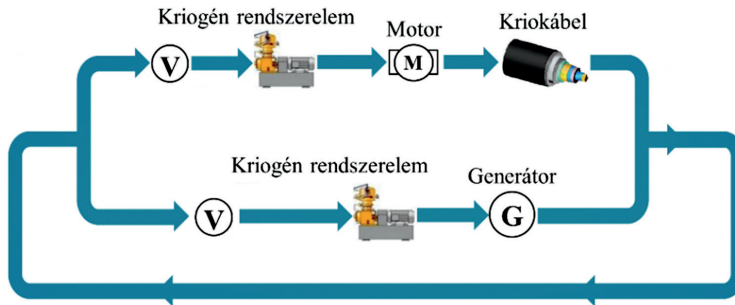 Kriogén rendszerelem
Motor
Kriokábel
V
M
Kriogén rendszerelem
Generátor
V
G